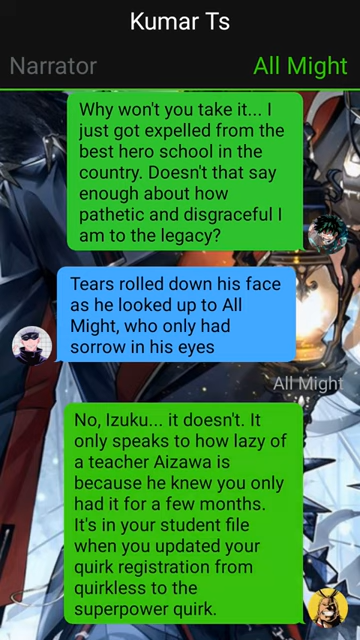 Kumar Ts
Narrator
All Might
Why won't you take it... I
just got expelled from the
best hero school in the
country. Doesn't that say
enough about how
pathetic and disgraceful I
am to the legacy?
Tears rolled down his face
as he looked up to All
Might, who only had
sorrow in his eyes
All Might
No, Izuku... it doesn't. It
only speaks to how lazy of
a teacher Aizawa is
because he knew you only
had it for a few months.
It's in your student file
when you updated your
quirk registration from
quirkless to the
superpower quirk.